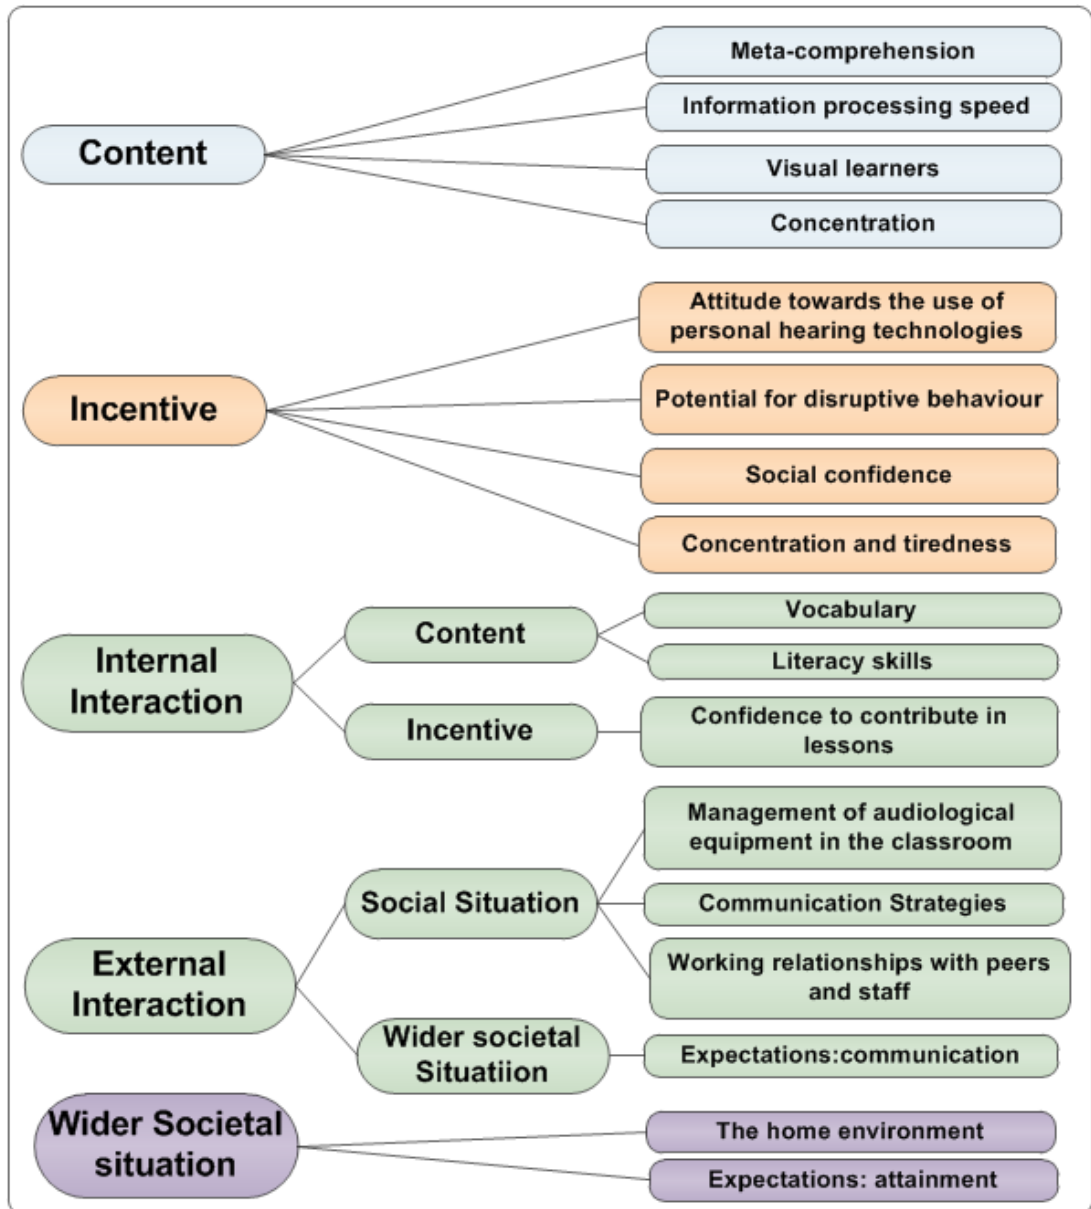 Content
Meta-comprehension
Information processing speed
Visual learners
Concentration
Incentive
Attitude towards the use of
personal hearing technologies
Potential for disruptive behaviour
Social confidence
Concentration and tiredness
Internal
Interaction
Content
Vocabulary
Literacy skills
Incentive
Confidence to contribute in
lessons
External
Interaction
Social Situation
Management of audiological
equipment in the classroom
Communication Strategies
Working relationships with peers
and staff
Wider societal
Situatiion
Expectations:communication
Wider Societal
situation
The home environment
Expectations: attainment